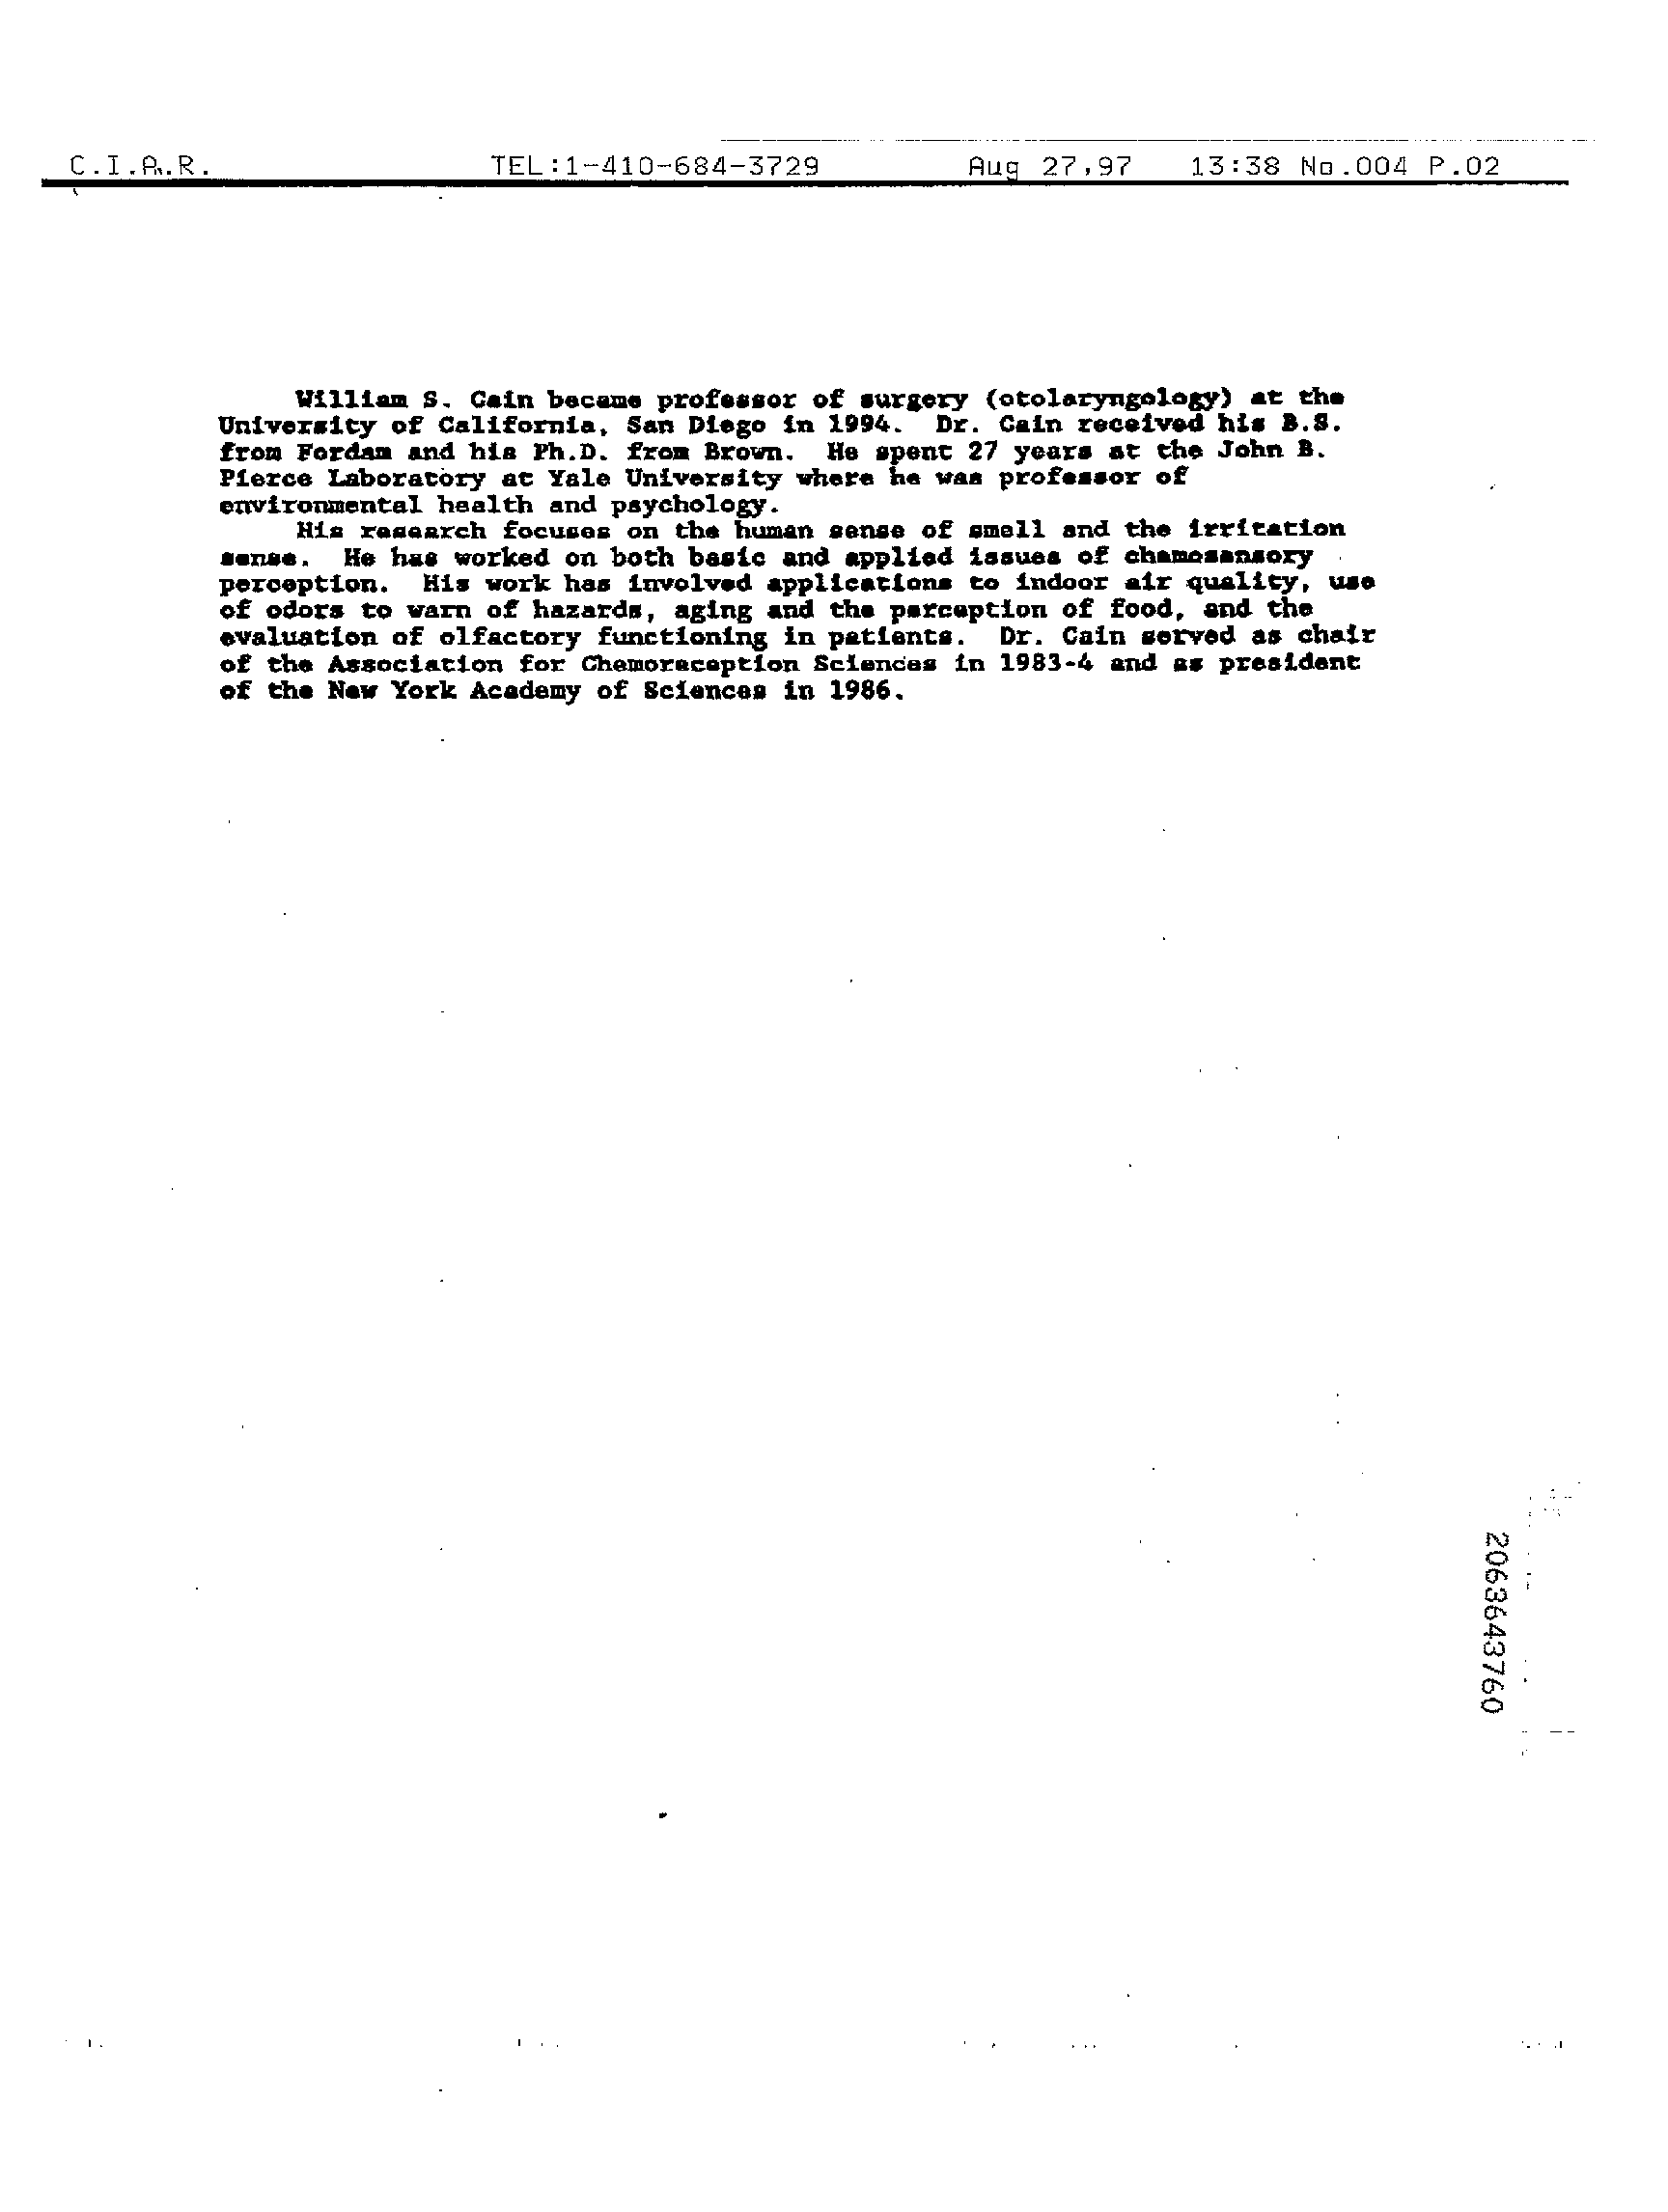 C.I.A.R. TEL:1-410-684-3729 Aug 27,97 13:38 No.004 P.02
William S. Cain became professor of surgery (otolaryngology) at the
University of California, San Diego in 1994. Dr. Cain received his B.S.
from Fordam and his Ph.D. from Brown. He spent 27 years at the John B.
Pierce Laboratory at Yale University where he was professor of
environmental health and psychology.
His research focuses on the human sense of smell and the irritation
sense. He has worked on both basic and applied issues of chemosensory
perception. His work has involved applications to indoor air quality, use
of odors to warn of hazards, aging and the perception of food, and the
evaluation of olfactory functioning in patients. Dr. Cain served as chair
of the Association for Chemoreception Sciences in 1983-4 and as president
of the New York Academy of Sciences in 1986.
2063643760